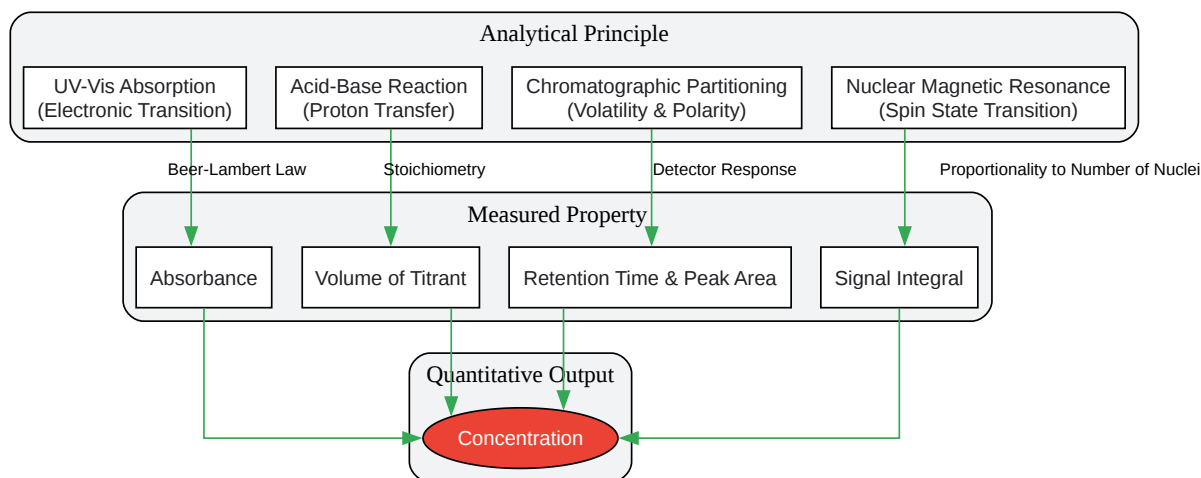 Analytical Principle
UV-Vis Absorption
(Electronic Transition)
Acid-Base Reaction
(Proton Transfer)
Chromatographic Partitioning
(Volatility & Polarity)
Nuclear Magnetic Resonance
(Spin State Transition)
Beer-Lambert Law
Stoichiometry
Detector Response
Proportionality to Number of Nuclei
Measured Property
Absorbance
Volume of Titrant
Retention Time & Peak Area
Signal Integral
Quantitative Output
Concentration